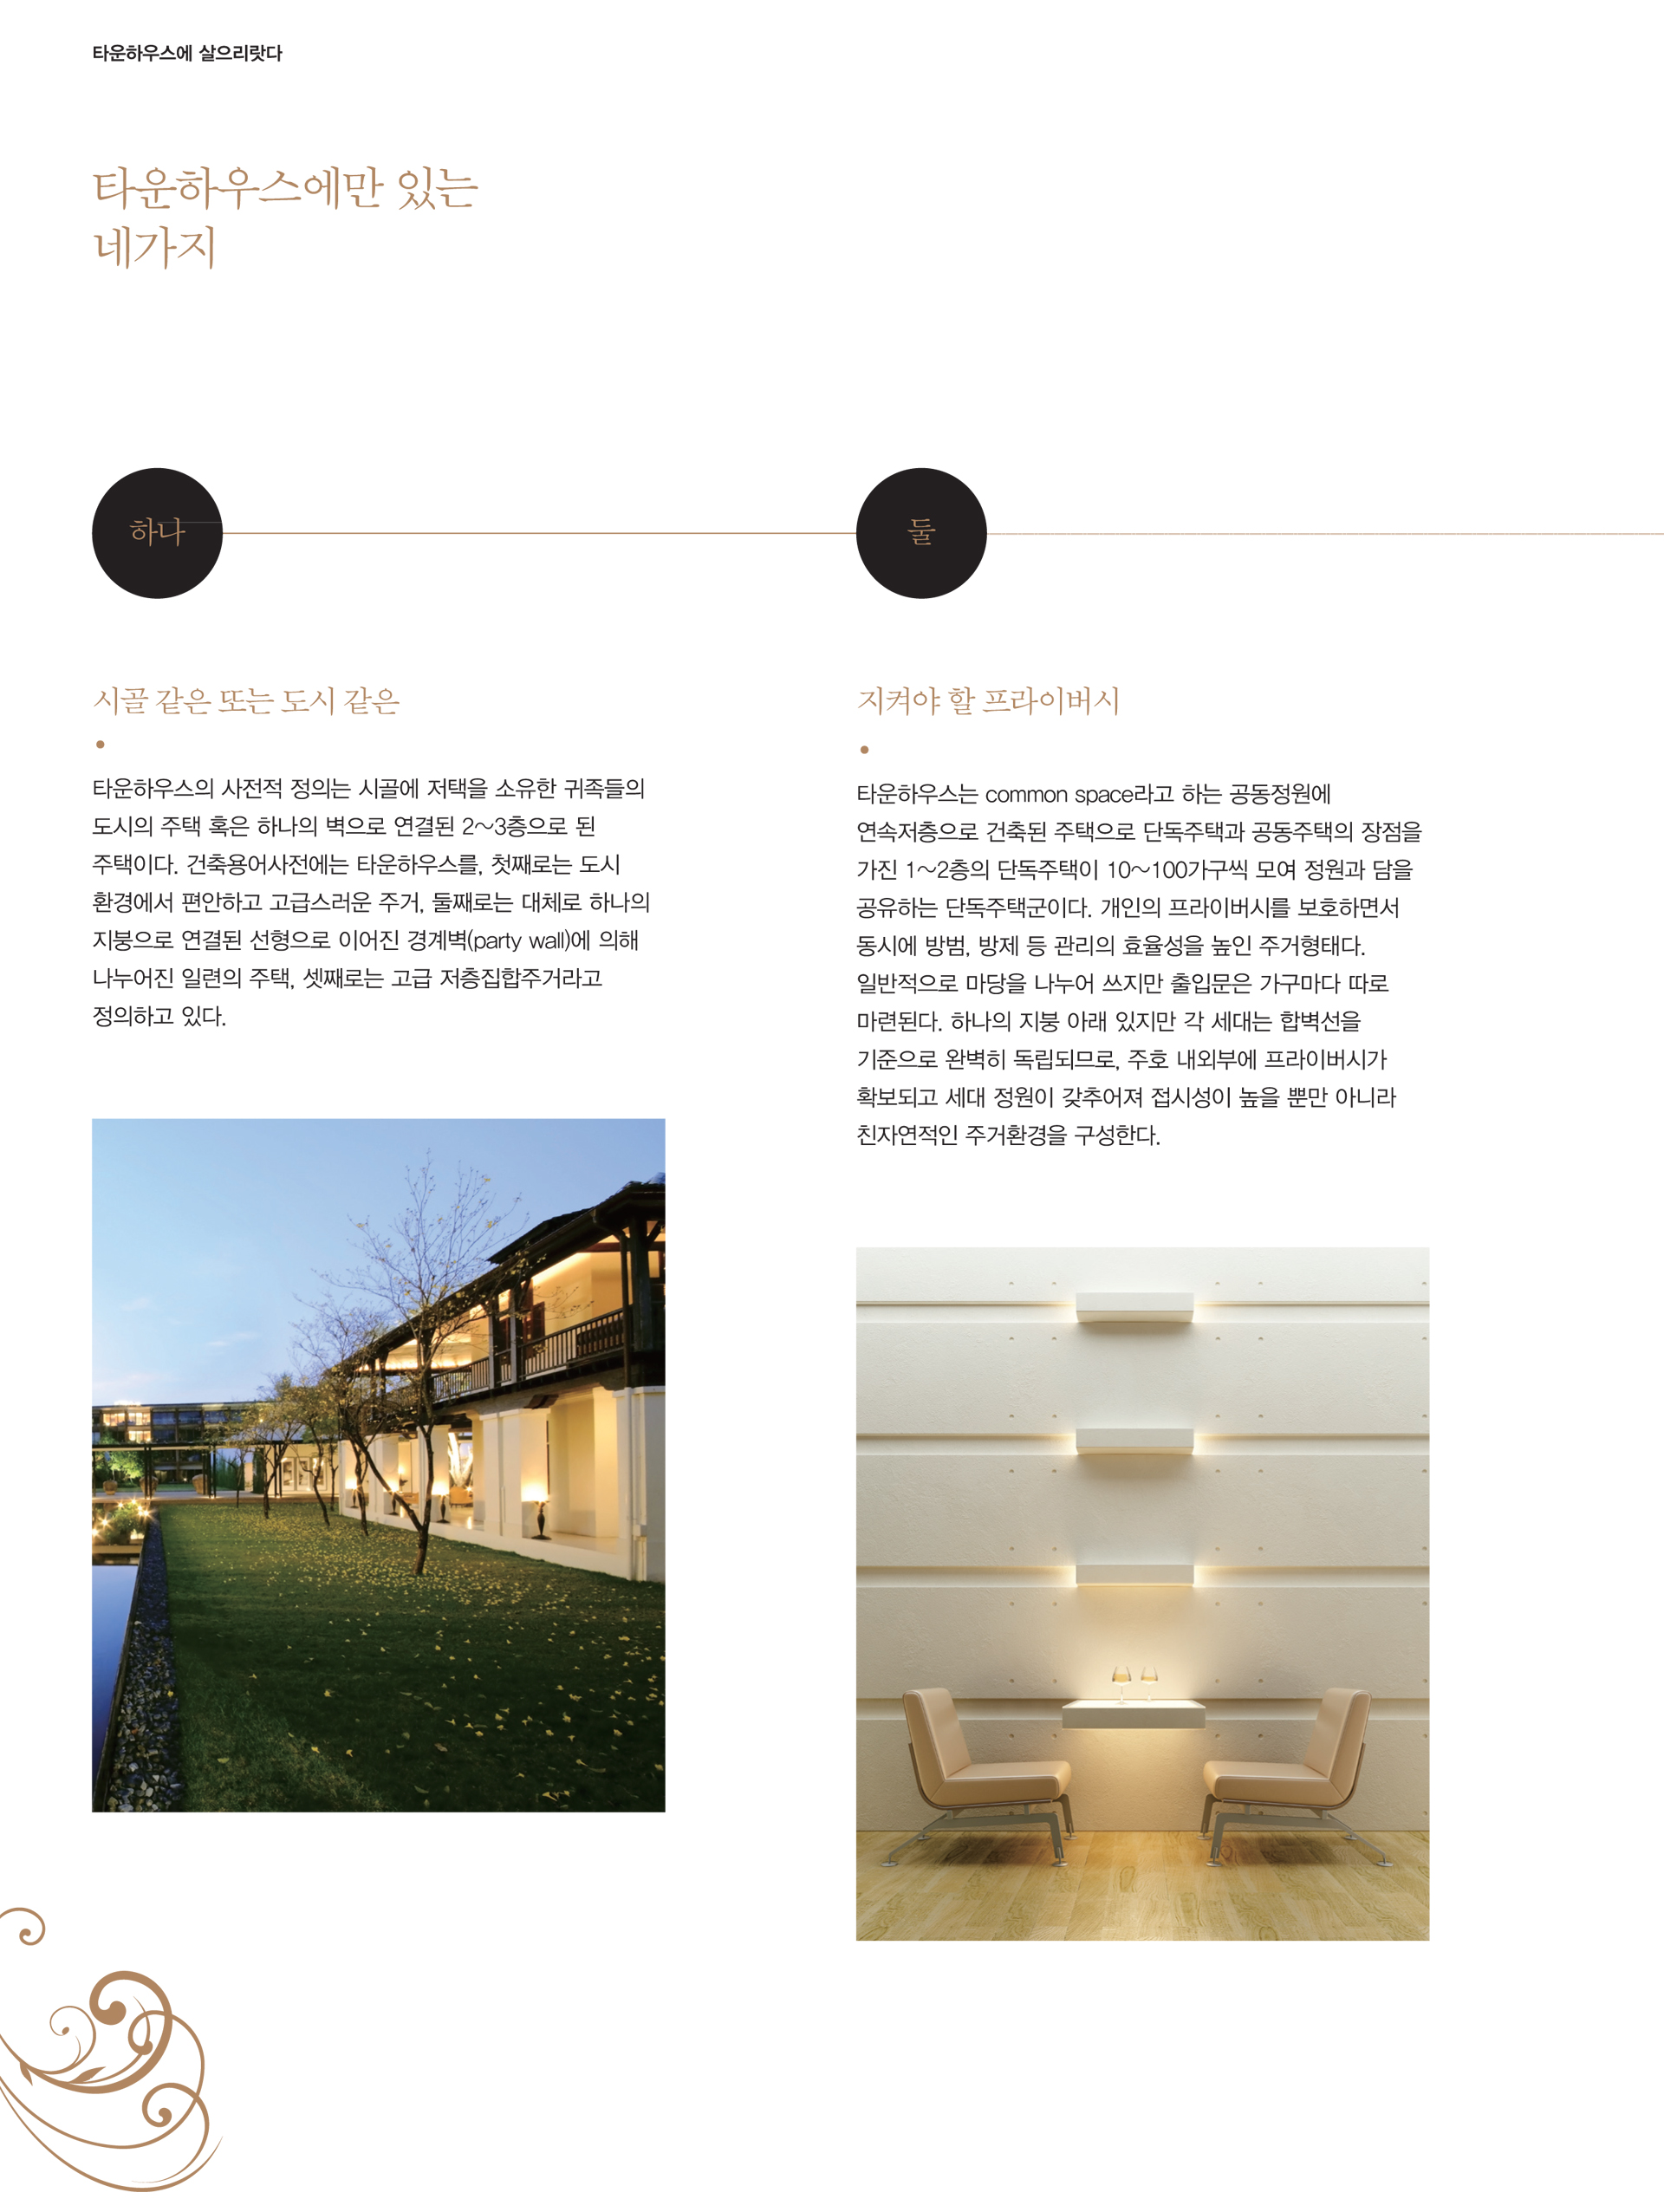 타운하우스에 살으리랏다
타운하우스에만 있는
네가지
하나
둘
시골 같은 또는 도시 같은
타운하우스의 사전적 정의는 시골에 저택을 소유한 귀족들의
도시의 주택 혹은 하나의 벽으로 연결된 2~3층으로 된
주택이다. 건축용어사전에는 타운하우스를, 첫째로는 도시
환경에서 편안하고 고급스러운 주거, 둘째로는 대체로 하나의
지붕으로 연결된 선형으로 이어진 경계벽(party wall)에 의해
나누어진 일련의 주택, 셋째로는 고급 저층집합주거라고
정의하고 있다.
지켜야 할 프라이버시
타운하우스는 common space라고 하는 공동정원에
연속저층으로 건축된 주택으로 단독주택과 공동주택의 장점을
가진 1~2층의 단독주택이 10~100가구씩 모여 정원과 담을
공유하는 단독주택군이다. 개인의 프라이버시를 보호하면서
동시에 방범, 방제 등 관리의 효율성을 높인 주거형태다.
일반적으로 마당을 나누어 쓰지만 출입문은 가구마다 따로
마련된다. 하나의 지붕 아래 있지만 각 세대는 합벽선을
기준으로 완벽히 독립되므로, 주호 내외부에 프라이버시가
확보되고 세대 정원이 갖추어져 접시성이 높을 뿐만 아니라
친자연적인 주거환경을 구성한다.